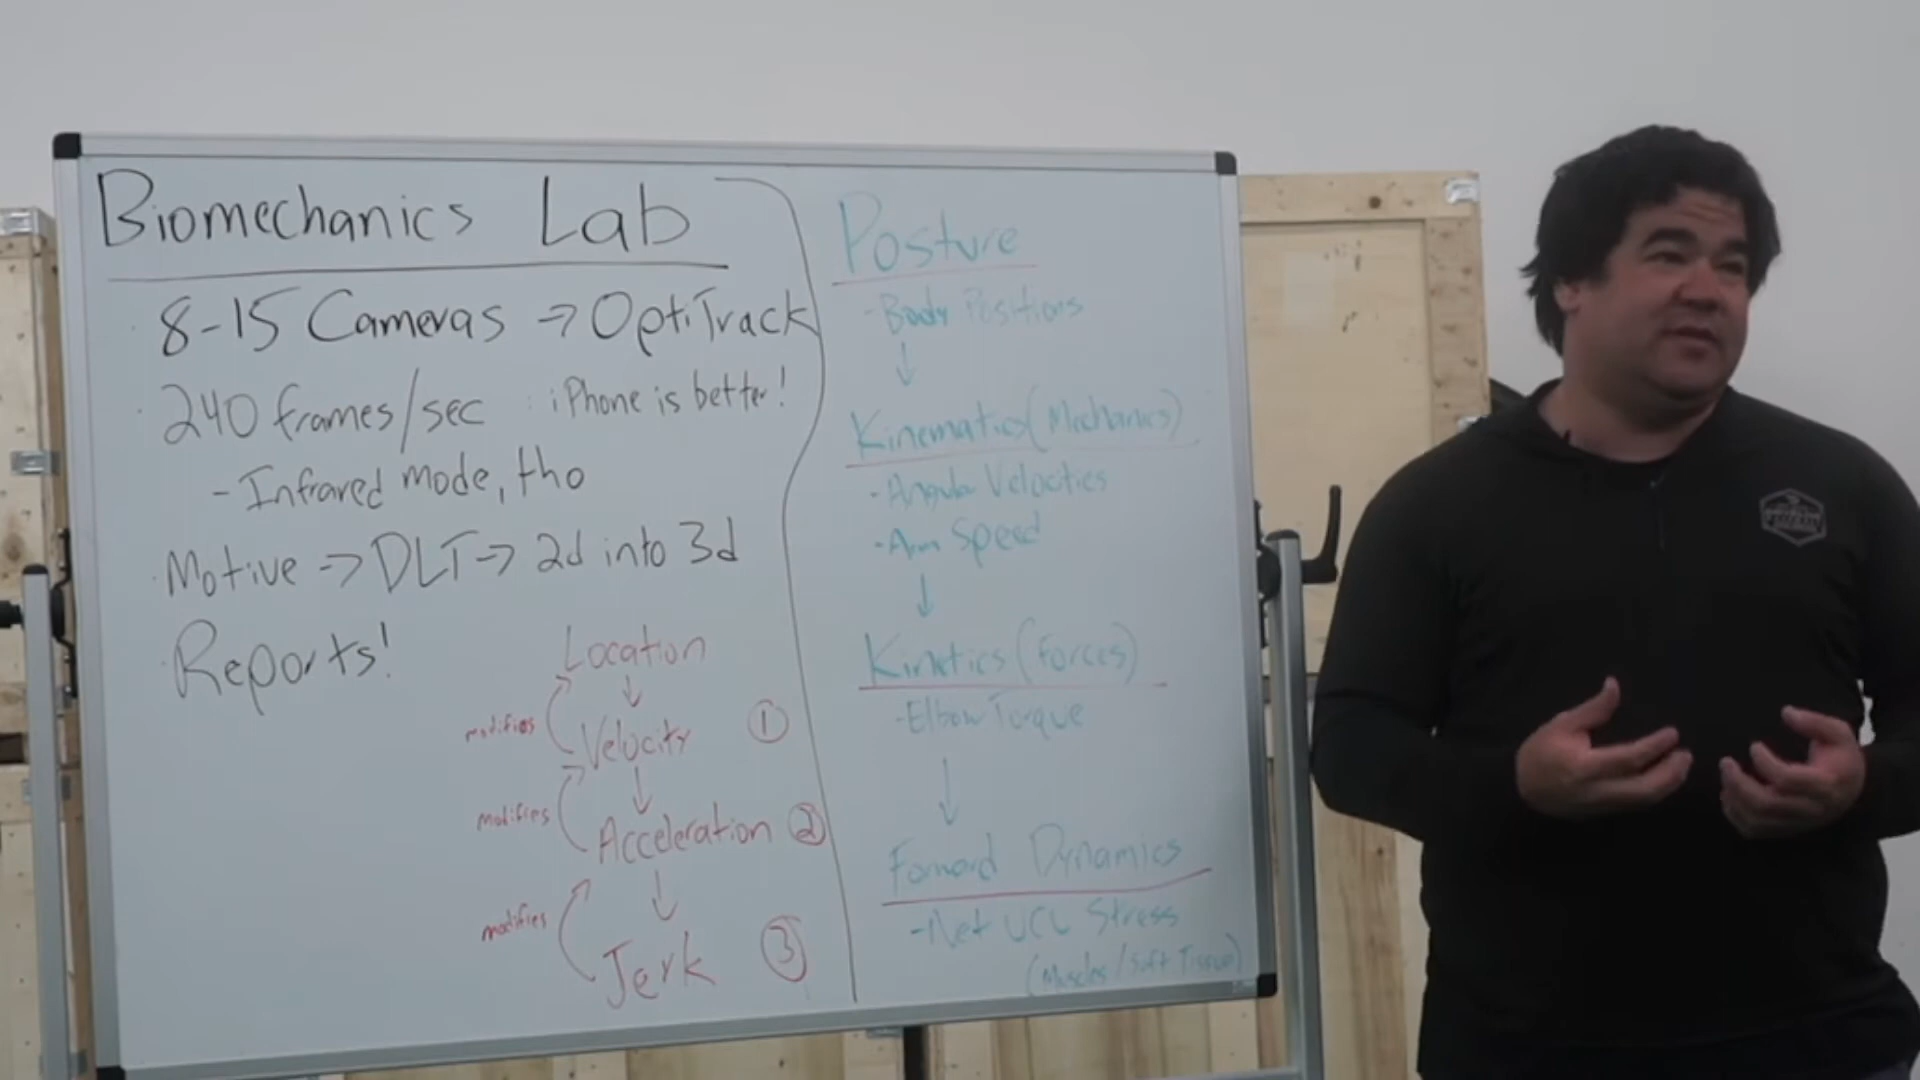 Biomechanics Lab
8-15 Cameras → OptiTrack
240 frames/sec : iPhone is better!
- Infrared mode, tho
Motive → DLT → 2d into 3d
Reports!
Location
↓
modifies
Velocity ①
↓
modifies
Acceleration ②
↓
modifies
Jerk ③
Posture
- Body Positions
↓
Kinematics (Mechanics)
- Angular Velocities
- Arm Speed
↓
Kinetics (Forces)
- Elbow Torque
↓
Forward Dynamics
- Net UCL Stress
(Muscles/Soft Tissue)